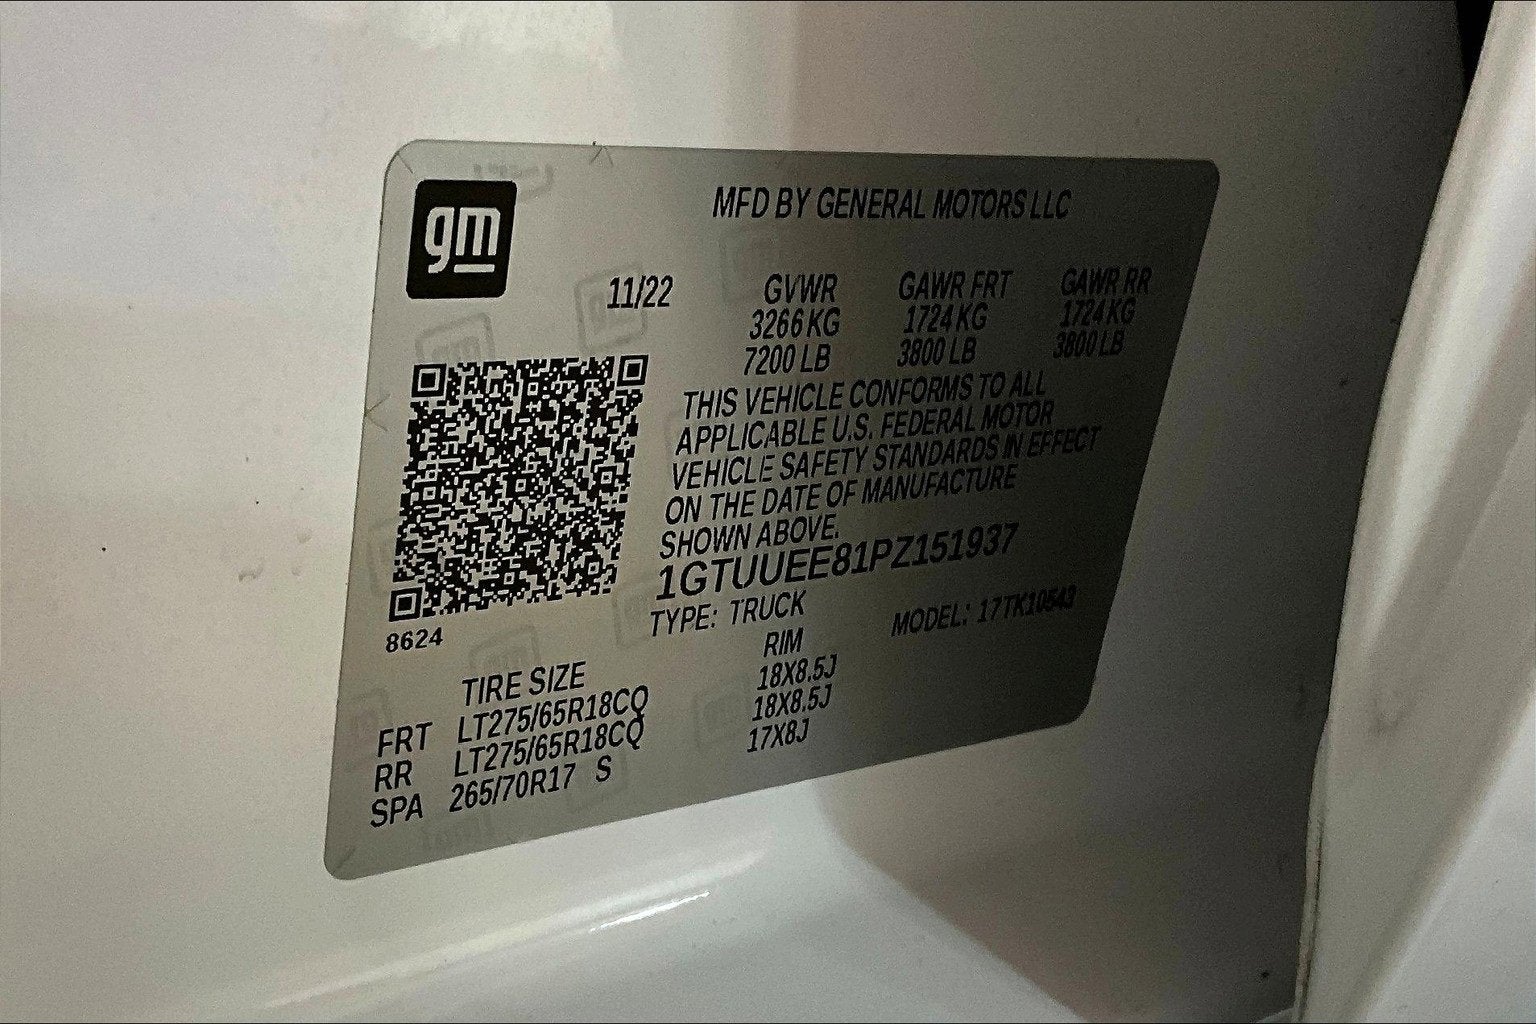 gm
MFD BY GENERAL MOTORS LLC
11/22 GVWR GAWR FRT GAWR RR
3266 KG 1724 KG 1724 KG
7200 LB 3800 LB 3800 LB
THIS VEHICLE CONFORMS TO ALL
APPLICABLE U.S. FEDERAL MOTOR
VEHICLE SAFETY STANDARDS IN EFFECT
ON THE DATE OF MANUFACTURE
SHOWN ABOVE.
1GTUUEE81PZ151937
TYPE: TRUCK MODEL: 17TK10543
8624
TIRE SIZE RIM
FRT LT275/65R18CQ 18X8.5J
RR LT275/65R18CQ 18X8.5J
SPA 265/70R17 S 17X8J